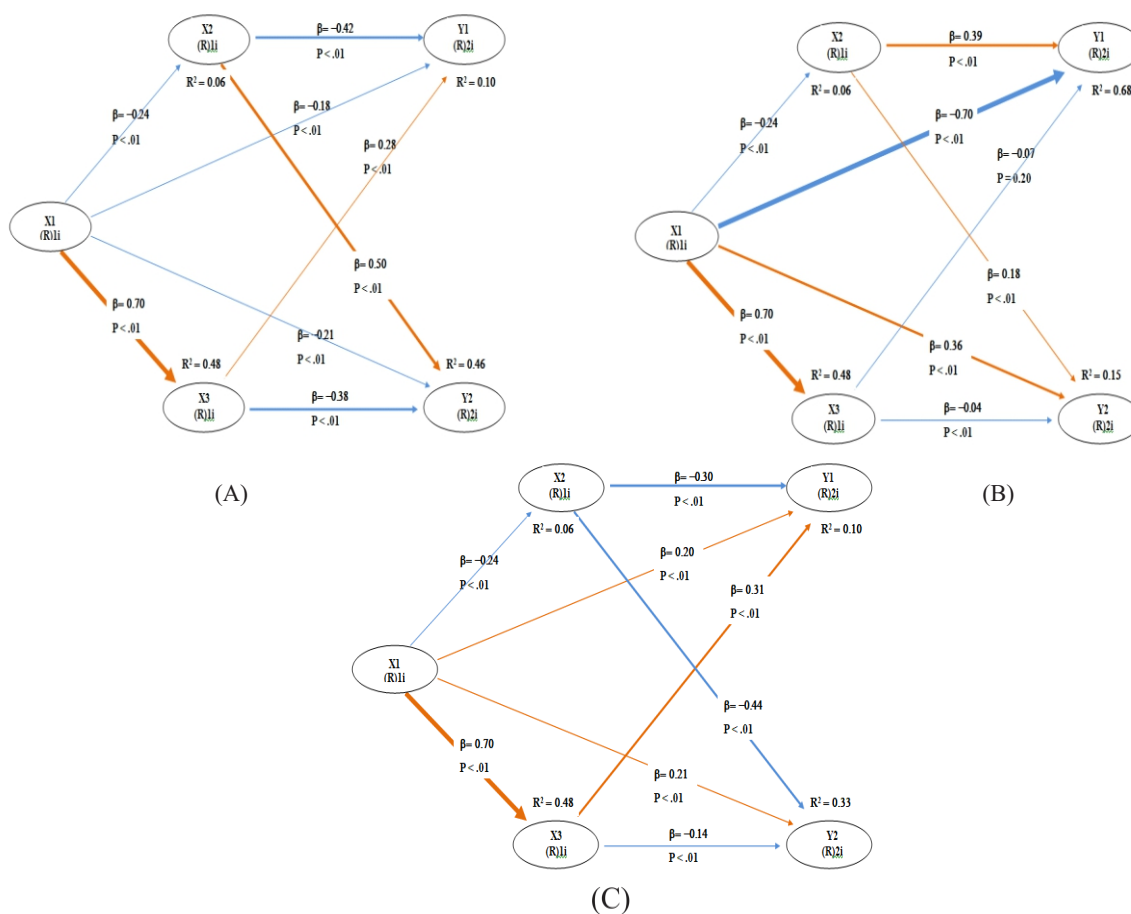 X2
(R)1i
β= −0.42
P < .01
Y1
(R)2i
R² = 0.06
R² = 0.10
β= −0.24
P < .01
β= −0.18
P < .01
β= 0.28
P < .01
X1
(R)1i
β= 0.50
P < .01
β= 0.70
P < .01
β= −0.21
P < .01
R² = 0.48
R² = 0.46
X3
(R)1i
β= −0.38
P < .01
Y2
(R)2i
(A)
X2
(R)1i
β= 0.39
P < .01
Y1
(R)2i
R² = 0.06
R² = 0.68
β= −0.24
P < .01
β= −0.70
P < .01
β= −0.07
P = 0.20
X1
(R)1i
β= 0.18
P < .01
β= 0.70
P < .01
β= 0.36
P < .01
R² = 0.48
R² = 0.15
X3
(R)1i
β= −0.04
P < .01
Y2
(R)2i
(B)
X2
(R)1i
β= −0.30
P < .01
Y1
(R)2i
R² = 0.06
R² = 0.10
β= −0.24
P < .01
β= 0.20
P < .01
β= 0.31
P < .01
X1
(R)1i
β= −0.44
P < .01
β= 0.70
P < .01
β= 0.21
P < .01
R² = 0.48
R² = 0.33
X3
(R)1i
β= −0.14
P < .01
Y2
(R)2i
(C)